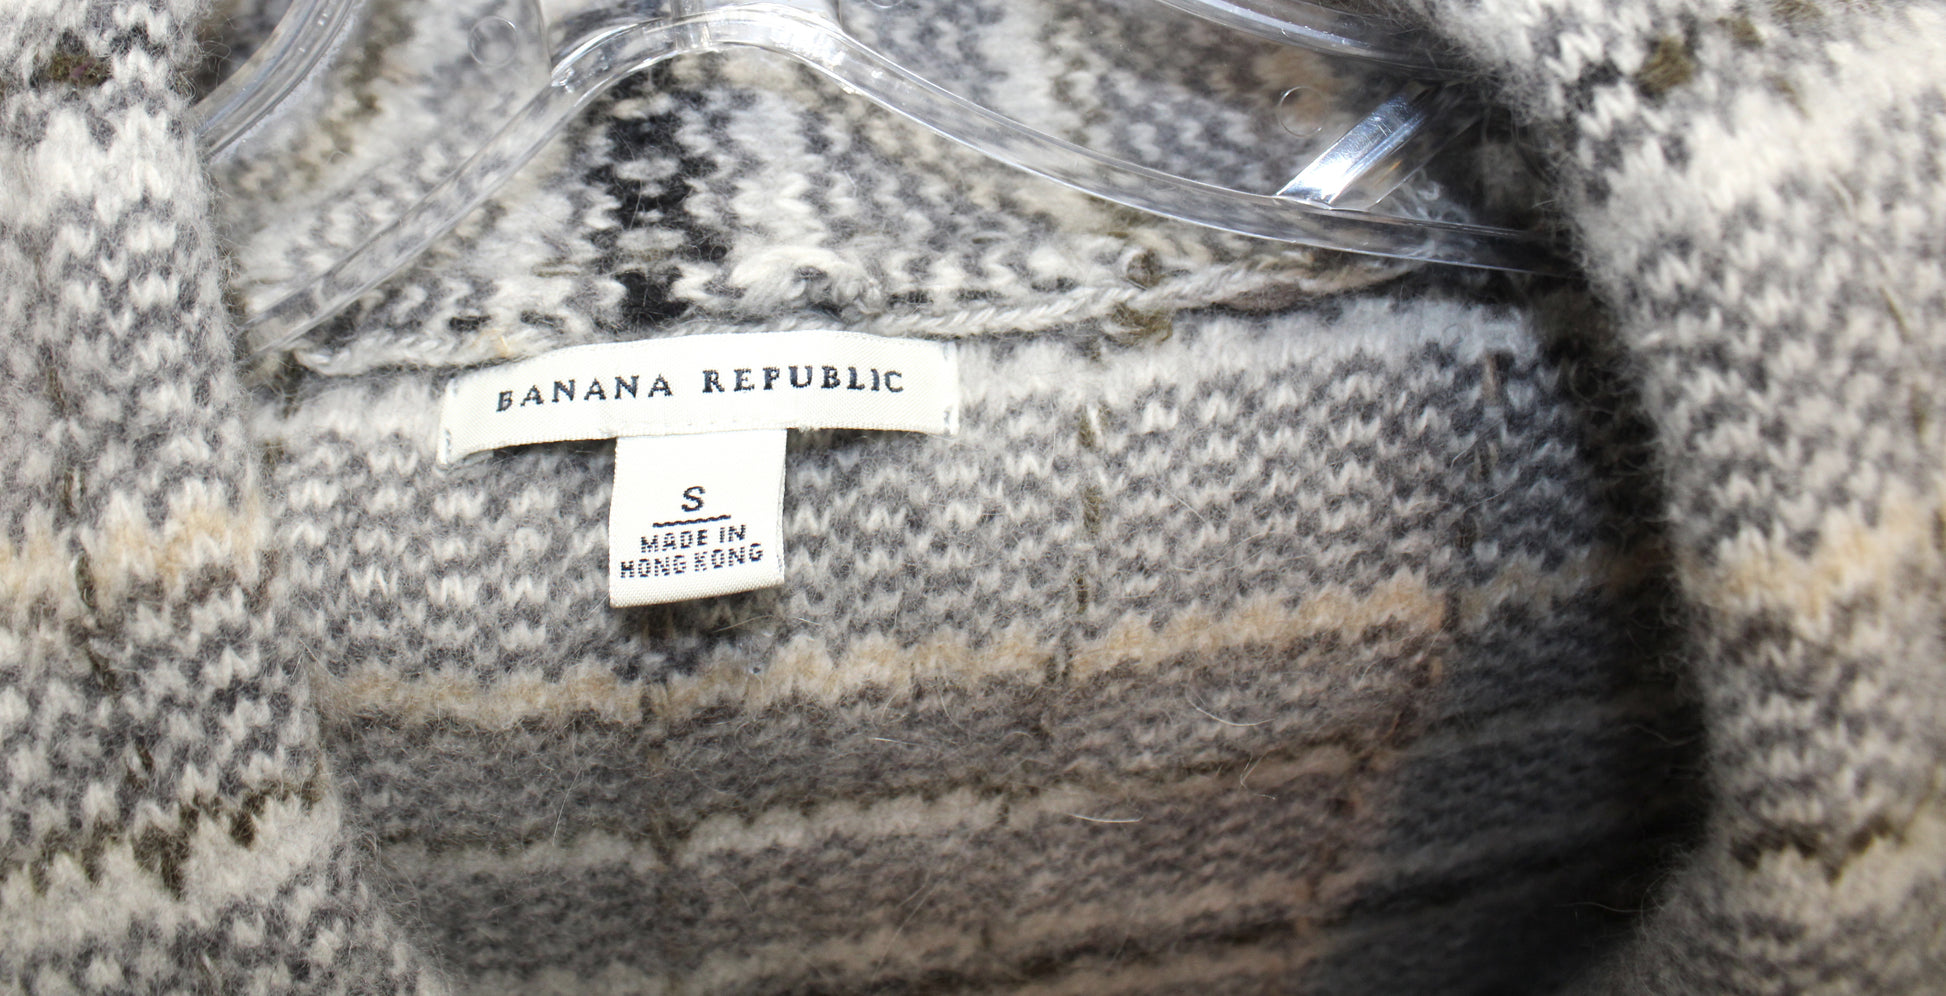 BANANA REPUBLIC
S
MADE IN
HONG KONG